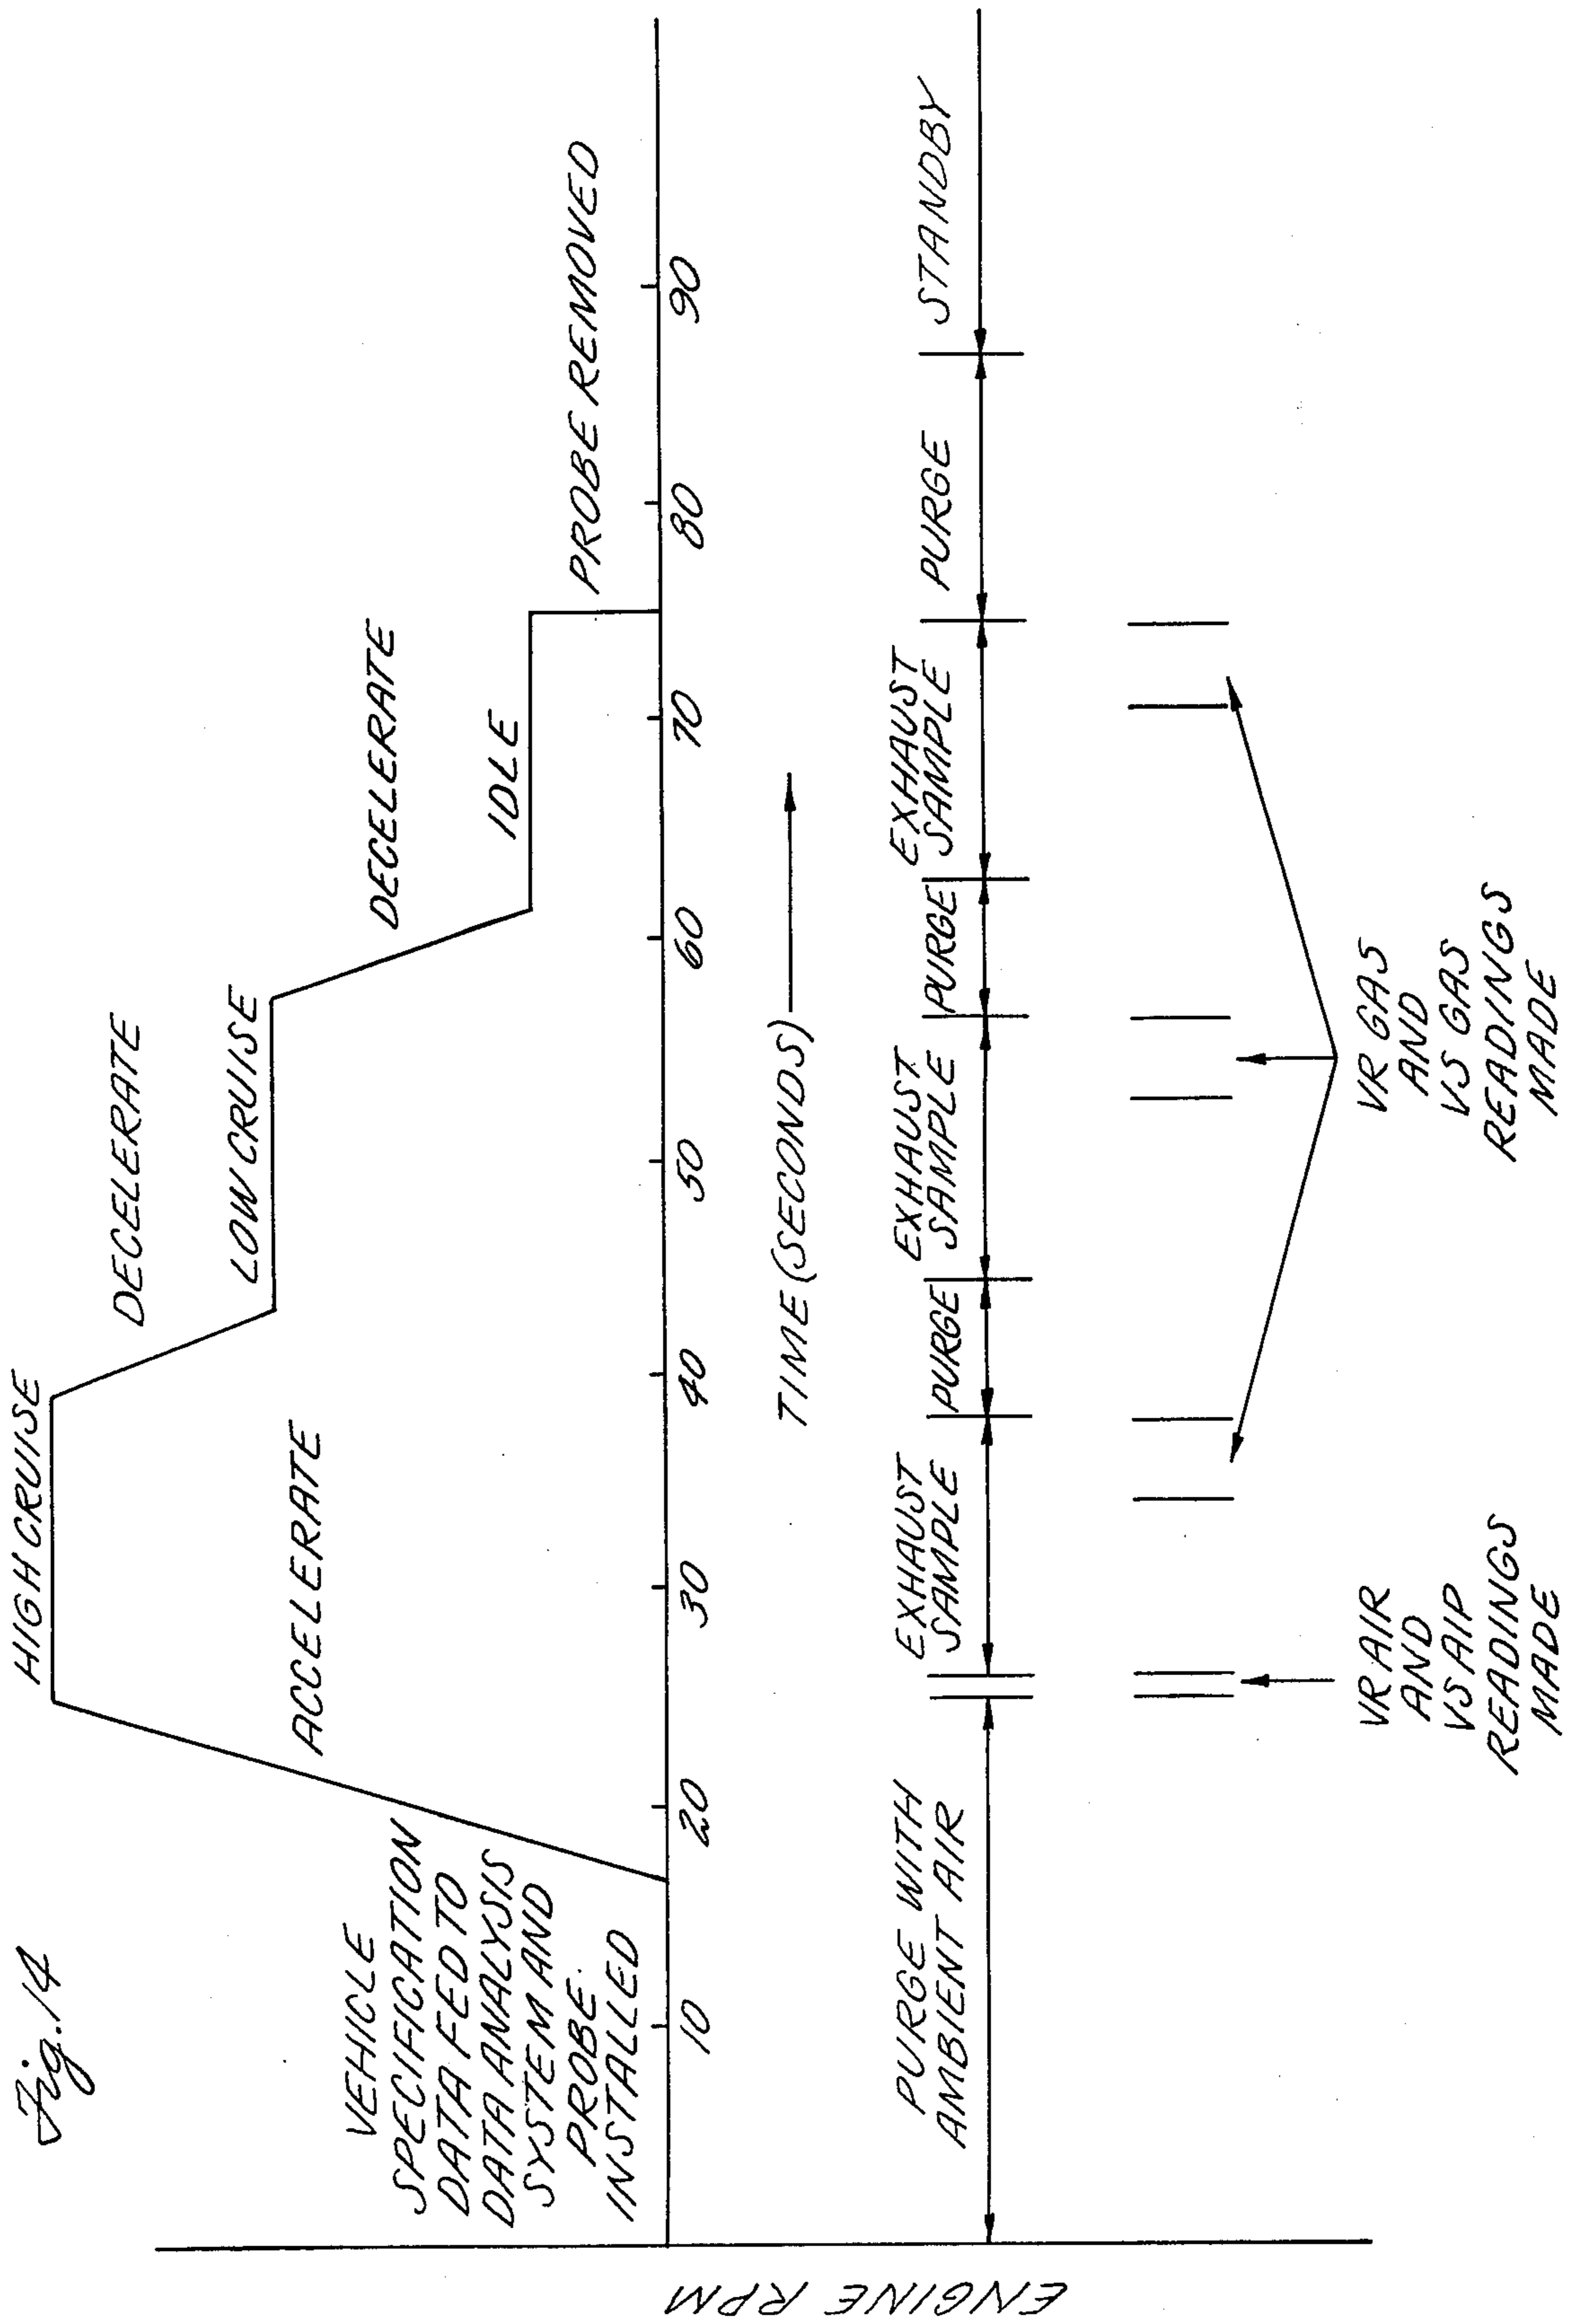 Fig. 14
HIGH CRUISE
DECELERATE
ACCELERATE
LOW CRUISE
DECELERATE
IDLE
VEHICLE
SPECIFICATION
DATA FED TO
DATA ANALYSIS
SYSTEM AND
PROBE
INSTALLED
PROBE REMOVED
10
20
30
40
50
60
70
80
90
ENGINE RPM
TIME (SECONDS)
PURGE WITH
AMBIENT AIR
EXHAUST
SAMPLE
PURGE
EXHAUST
SAMPLE
PURGE
EXHAUST
SAMPLE
PURGE
STANDBY
VR AIR
AND
VS AIP
READINGS
MADE
VR GAS
AND
VS GAS
READINGS
MADE